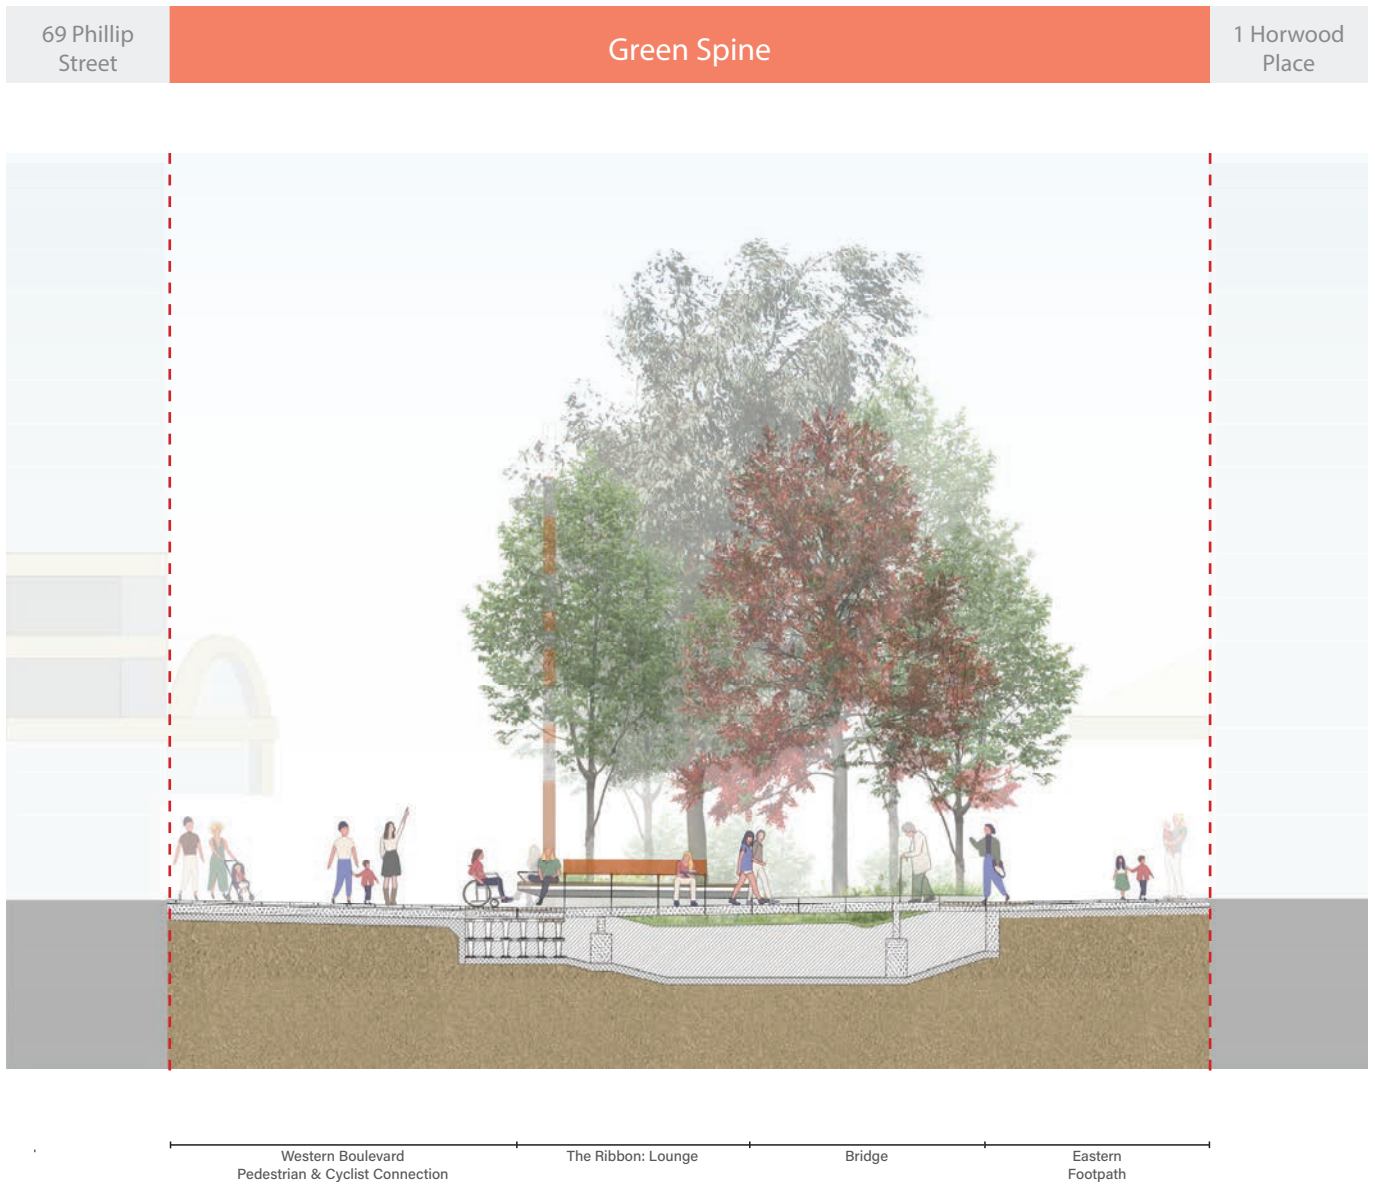 69 Phillip
Street
Green Spine
1 Horwood
Place
Western Boulevard
Pedestrian & Cyclist Connection
The Ribbon: Lounge
Bridge
Eastern
Footpath